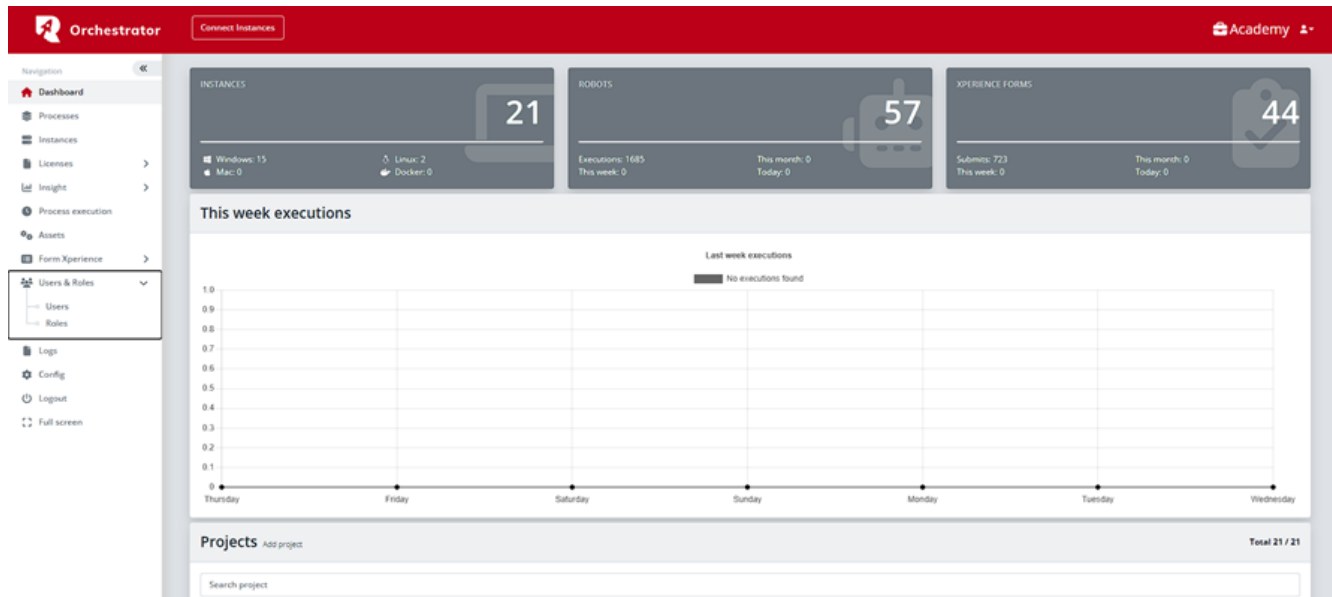 Orchestrator
Connect Instances
Academy
Navigation
Dashboard
Processes
Instances
Licenses
Insight
Process execution
Assets
Form Xperience
Users & Roles
Users
Roles
Logs
Config
Logout
Full screen
INSTANCES
21
Windows: 15 Linux: 2
Mac: 0 Docker: 0
ROBOTS
57
Executions: 1685 This month: 0
This week: 0 Today: 0
XPERIENCE FORMS
44
Submits: 723 This month: 0
This week: 0 Today: 0
This week executions
Last week executions
No executions found
1.0
0.9
0.8
0.7
0.6
0.5
0.4
0.3
0.2
0.1
0
Thursday Friday Saturday Sunday Monday Tuesday Wednesday
Projects Add project Total 21 / 21
Search project